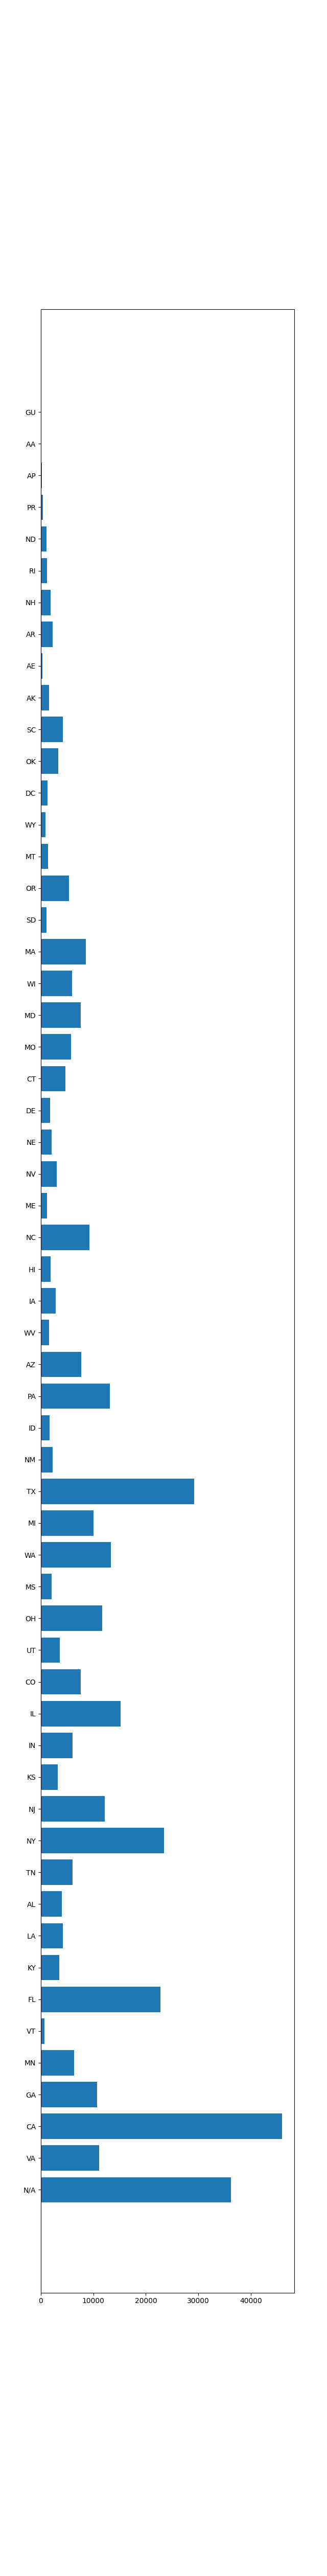 GU
AA
AP
PR
ND
RI
NH
AR
AE
AK
SC
OK
DC
WY
MT
OR
SD
MA
WI
MD
MO
CT
DE
NE
NV
ME
NC
HI
IA
WV
AZ
PA
ID
NM
TX
MI
WA
MS
OH
UT
CO
IL
IN
KS
NJ
NY
TN
AL
LA
KY
FL
VT
MN
GA
CA
VA
N/A
0 10000 20000 30000 40000